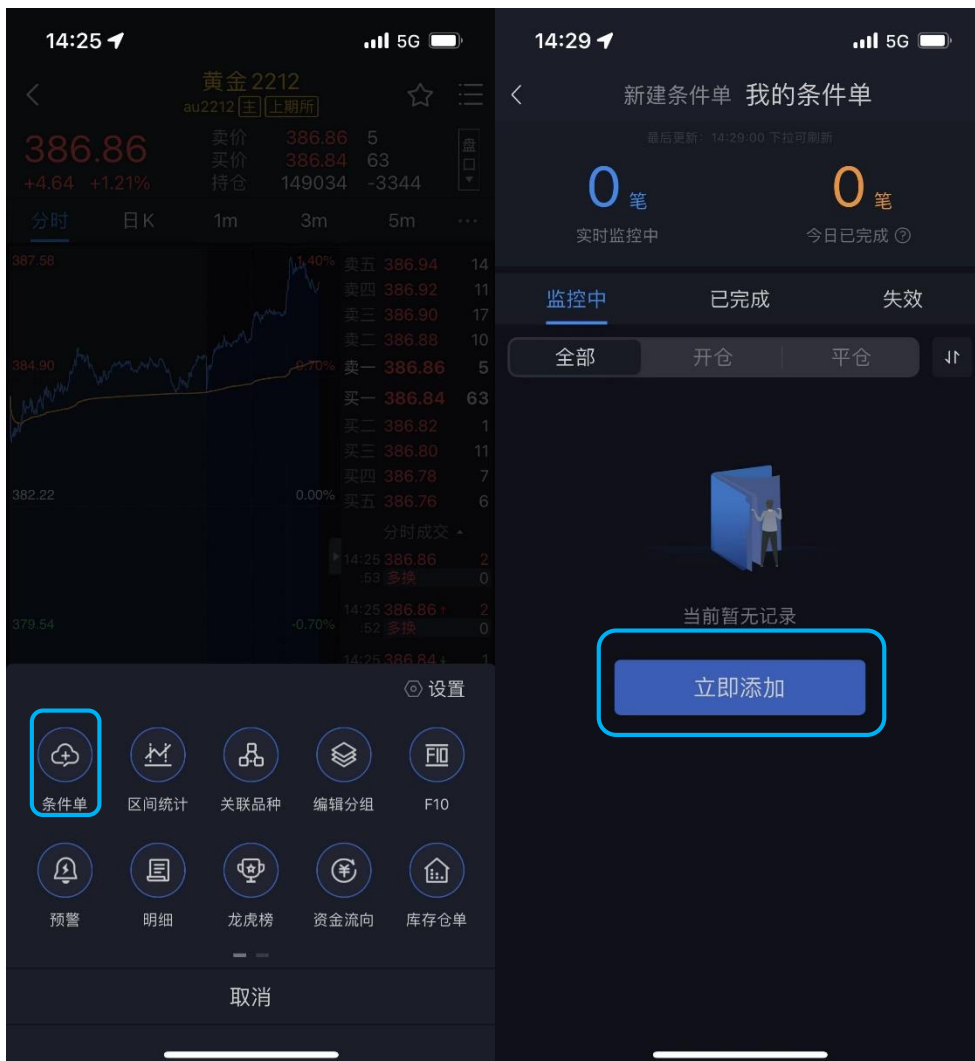 14:25
5G
黄金2212
au2212 主 上期所
386.86
+4.64 +1.21%
卖价 386.86 5
买价 386.84 63
持仓 149034 -3344
盘口
分时 日K 1m 3m 5m ...
387.58 1.40%
384.90 0.70%
382.22 0.00%
379.54 -0.70%
卖五 386.94 14
卖四 386.92 11
卖三 386.90 17
卖二 386.88 10
卖一 386.86 5
买一 386.84 63
买二 386.82 1
买三 386.80 11
买四 386.78 7
买五 386.76 6
分时成交
14:25 386.86 2
:53 多换 0
14:25 386.86↑ 2
:52 多换 0
14:25 386.84↓ 1
设置
条件单 区间统计 关联品种 编辑分组 F10
预警 明细 龙虎榜 资金流向 库存仓单
取消
14:29
5G
新建条件单 我的条件单
最后更新: 14:29:00 下拉可刷新
0笔 0笔
实时监控中 今日已完成
监控中 已完成 失效
全部 开仓 平仓
当前暂无记录
立即添加